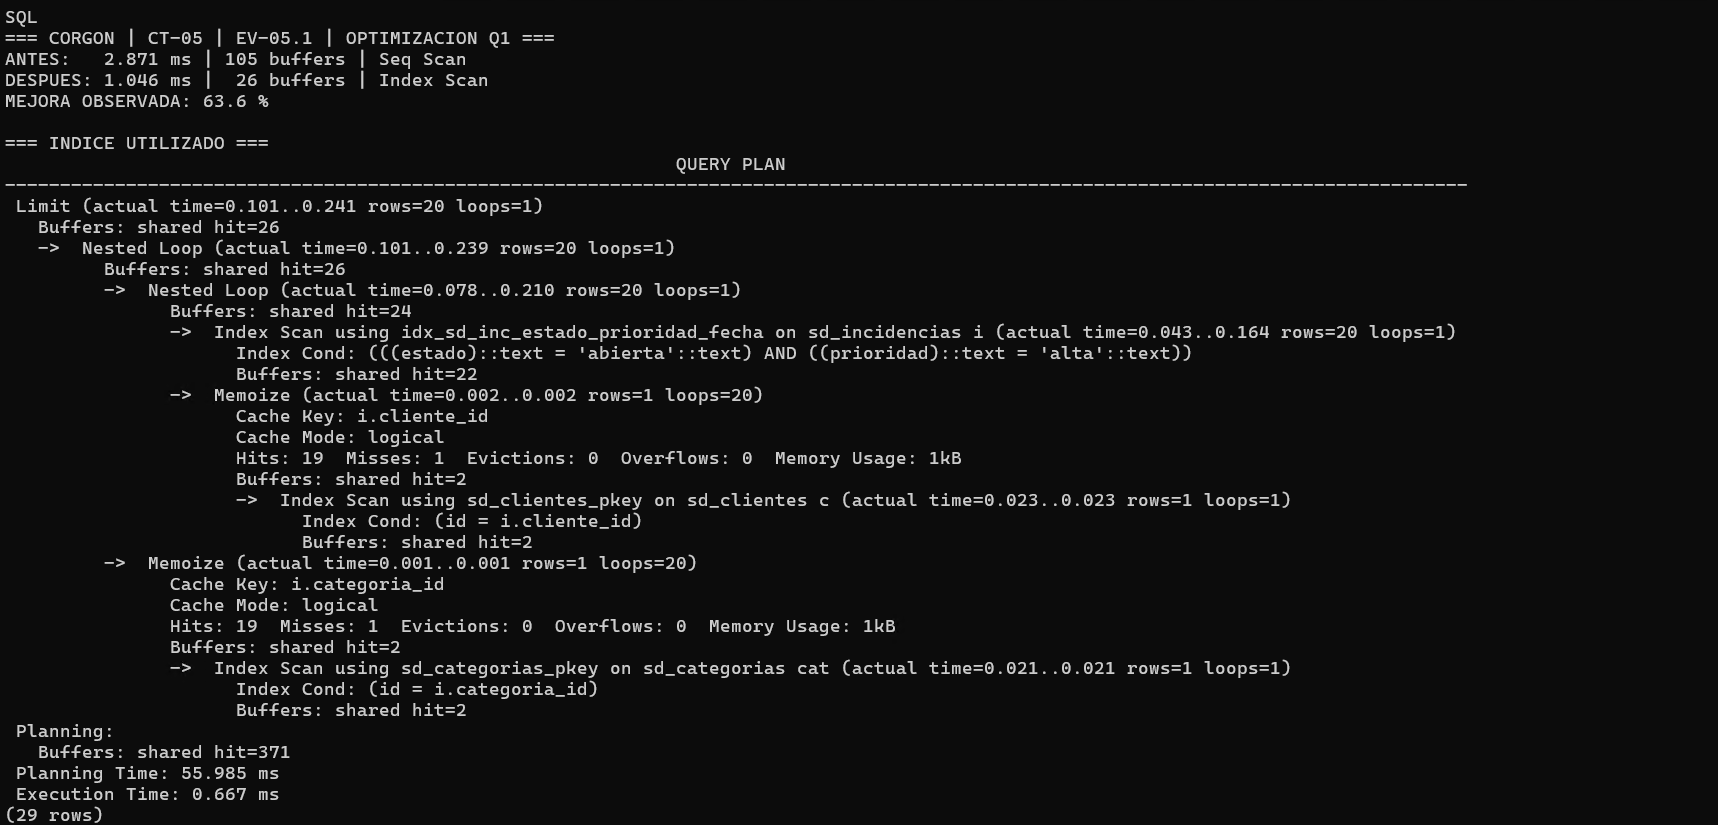 SQL
=== CORGON | CT-05 | EV-05.1 | OPTIMIZACION Q1 ===
ANTES:   2.871 ms | 105 buffers | Seq Scan
DESPUES: 1.046 ms |  26 buffers | Index Scan
MEJORA OBSERVADA: 63.6 %
=== INDICE UTILIZADO ===
QUERY PLAN
-------------------------------------------------------------------------------------------------------------------------------------
Limit (actual time=0.101..0.241 rows=20 loops=1)
Buffers: shared hit=26
->  Nested Loop (actual time=0.101..0.239 rows=20 loops=1)
Buffers: shared hit=26
->  Nested Loop (actual time=0.078..0.210 rows=20 loops=1)
Buffers: shared hit=24
->  Index Scan using idx_sd_inc_estado_prioridad_fecha on sd_incidencias i (actual time=0.043..0.164 rows=20 loops=1)
Index Cond: (((estado)::text = 'abierta'::text) AND ((prioridad)::text = 'alta'::text))
Buffers: shared hit=22
->  Memoize (actual time=0.002..0.002 rows=1 loops=20)
Cache Key: i.cliente_id
Cache Mode: logical
Hits: 19  Misses: 1  Evictions: 0  Overflows: 0  Memory Usage: 1kB
Buffers: shared hit=2
->  Index Scan using sd_clientes_pkey on sd_clientes c (actual time=0.023..0.023 rows=1 loops=1)
Index Cond: (id = i.cliente_id)
Buffers: shared hit=2
->  Memoize (actual time=0.001..0.001 rows=1 loops=20)
Cache Key: i.categoria_id
Cache Mode: logical
Hits: 19  Misses: 1  Evictions: 0  Overflows: 0  Memory Usage: 1kB
Buffers: shared hit=2
->  Index Scan using sd_categorias_pkey on sd_categorias cat (actual time=0.021..0.021 rows=1 loops=1)
Index Cond: (id = i.categoria_id)
Buffers: shared hit=2
Planning:
Buffers: shared hit=371
Planning Time: 55.985 ms
Execution Time: 0.667 ms
(29 rows)